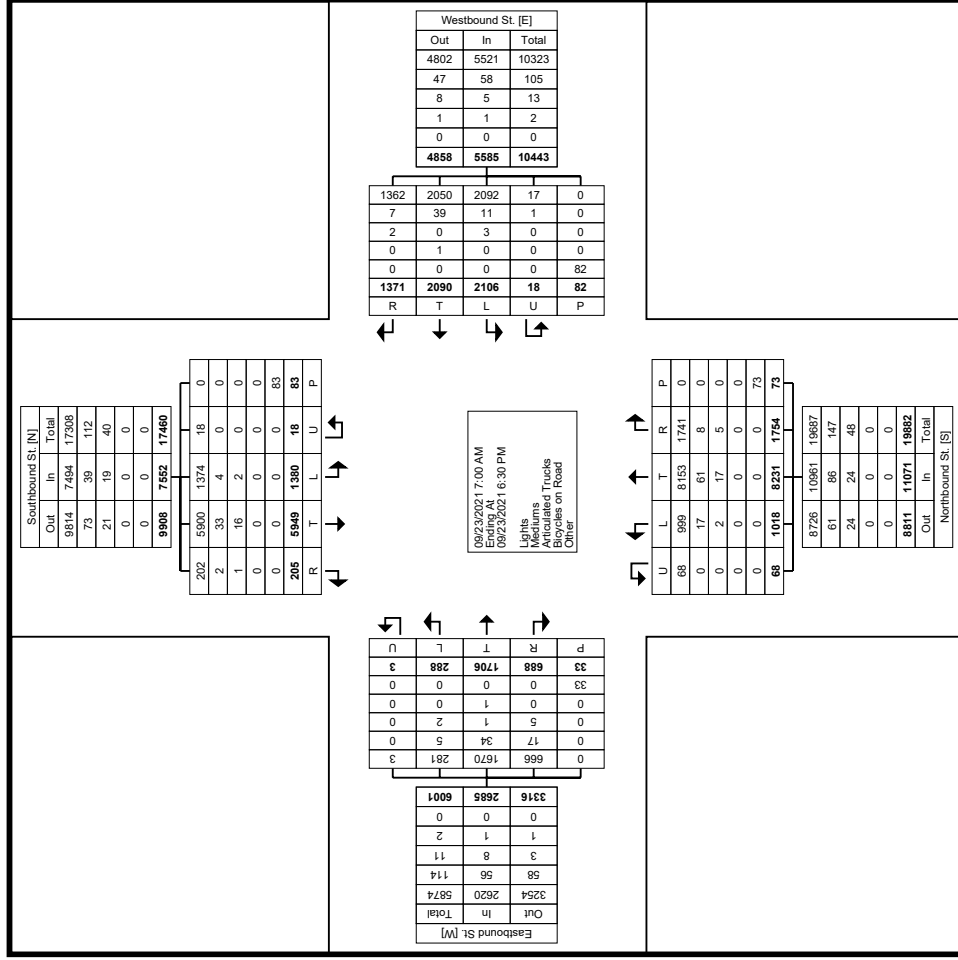 Westbound St. [E]
Out In Total
4802 5521 10323
47 58 105
8 5 13
1 1 2
0 0 0
4858 5585 10443
1362 2050 2092 17 0
7 39 11 1 0
2 0 3 0 0
0 1 0 0 0
0 0 0 0 82
1371 2090 2106 18 82
R T L U P
Southbound St. [N]
Out In Total
9814 7494 17308
73 39 112
21 19 40
0 0 0
0 0 0
9908 7552 17460
202 5900 1374 18 0
2 33 4 0 0
1 16 2 0 0
0 0 0 0 0
0 0 0 0 83
205 5949 1380 18 83
R T L U P
09/23/2021 7:00 AM
Ending At
09/23/2021 6:30 PM
Lights
Mediums
Articulated Trucks
Bicycles on Road
Other
U L T R P
68 999 8153 1741 0
0 17 61 8 0
0 2 17 5 0
0 0 0 0 0
0 0 0 0 73
68 1018 8231 1754 73
8726 10961 19687
61 86 147
24 24 48
0 0 0
0 0 0
8811 11071 19882
Out In Total
Northbound St. [S]
P R T L U
33 688 1706 288 3
33 0 0 0 0
0 0 1 0 0
0 5 1 2 0
0 17 34 5 0
0 666 1670 281 3
3316 2685 6001
0 0 0
1 1 2
3 8 11
58 56 114
3254 2620 5874
Out In Total
Eastbound St. [W]